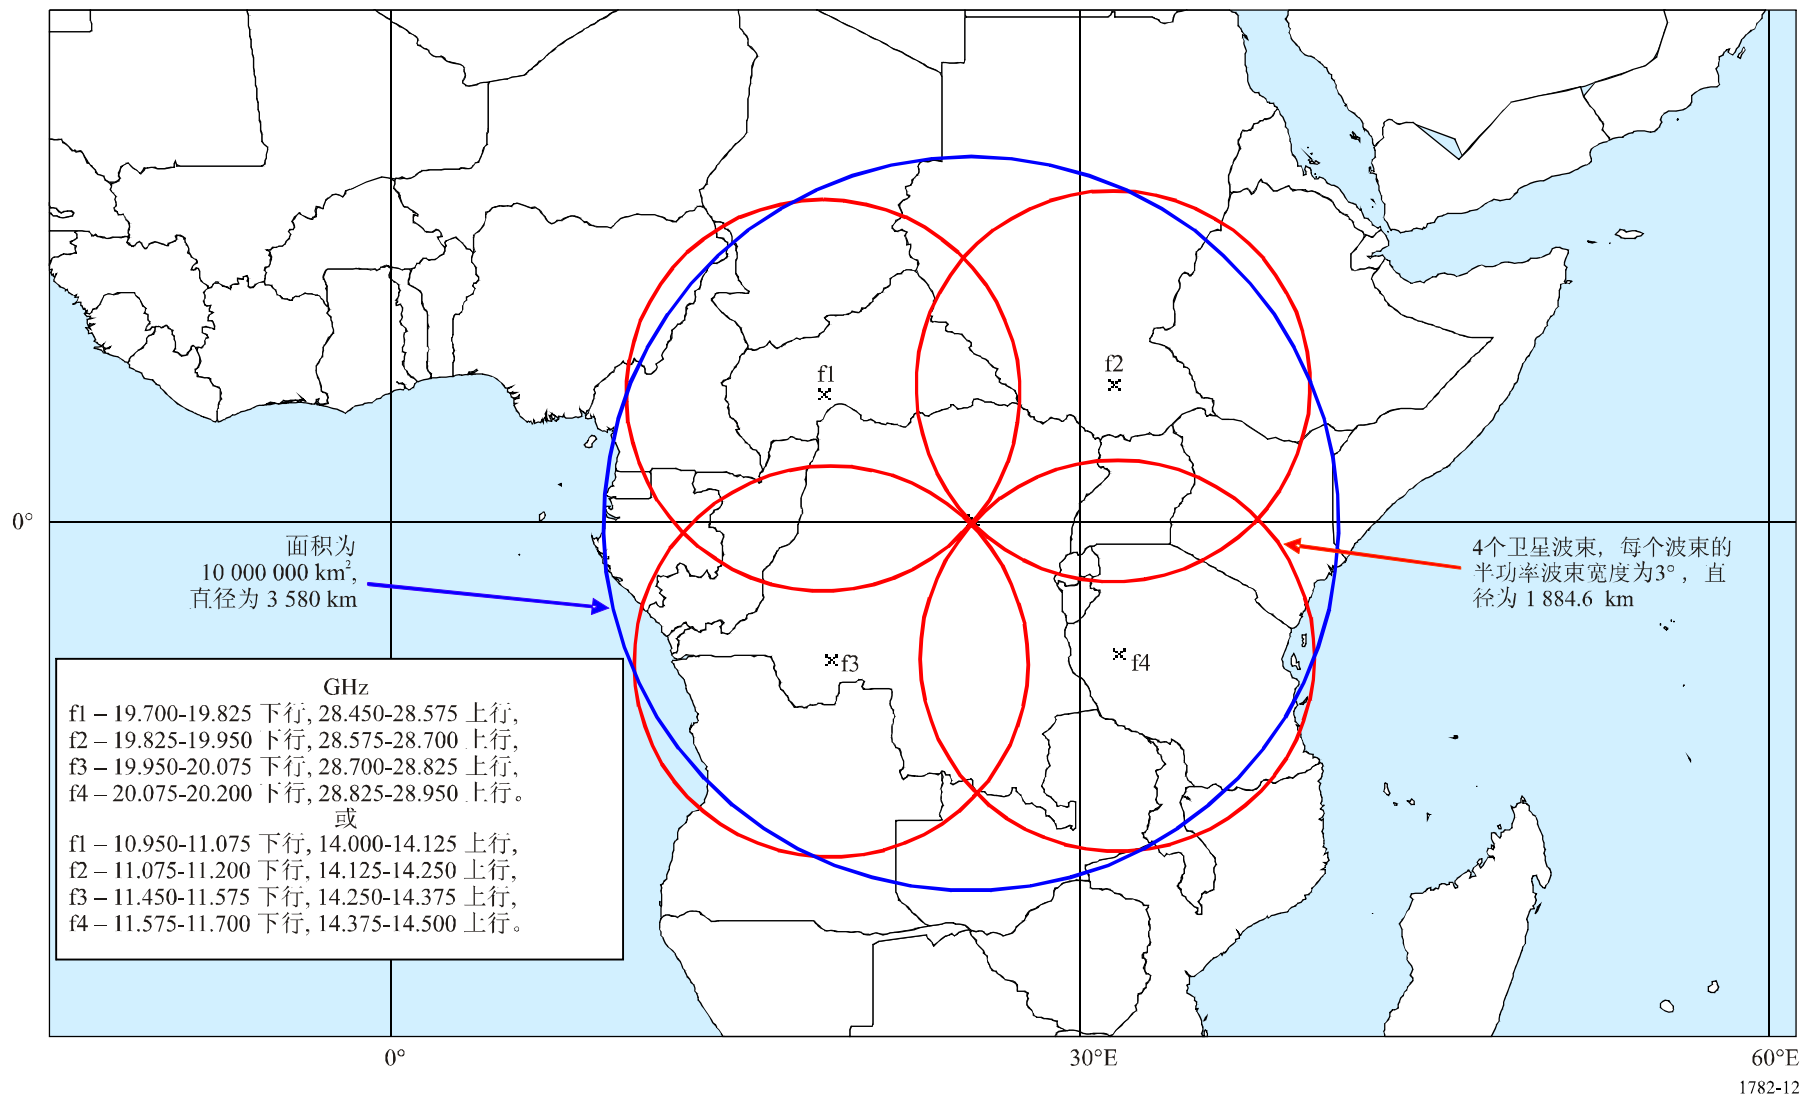 f1
f2
0°
面积为
10 000 000 km²,
直径为 3 580 km
4个卫星波束，每个波束的
半功率波束宽度为3°，直
径为 1 884.6 km
f3
f4
GHz
f1 – 19.700-19.825 下行, 28.450-28.575 上行,
f2 – 19.825-19.950 下行, 28.575-28.700 上行,
f3 – 19.950-20.075 下行, 28.700-28.825 上行,
f4 – 20.075-20.200 下行, 28.825-28.950 上行。
或
f1 – 10.950-11.075 下行, 14.000-14.125 上行,
f2 – 11.075-11.200 下行, 14.125-14.250 上行,
f3 – 11.450-11.575 下行, 14.250-14.375 上行,
f4 – 11.575-11.700 下行, 14.375-14.500 上行。
0°
30°E
60°E
1782-12